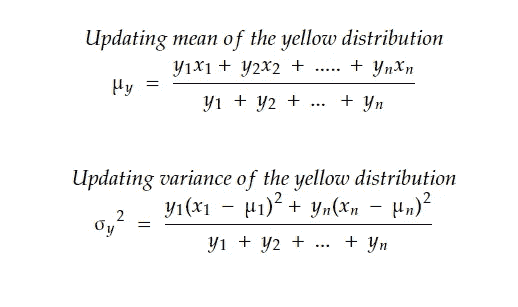 Updating mean of the yellow distribution
μy = (y1x1 + y2x2 + ..... + ynxn) / (y1 + y2 + ... + yn)
Updating variance of the yellow distribution
σy² = (y1(x1 − μ1)² + yn(xn − μn)²) / (y1 + y2 + ... + yn)